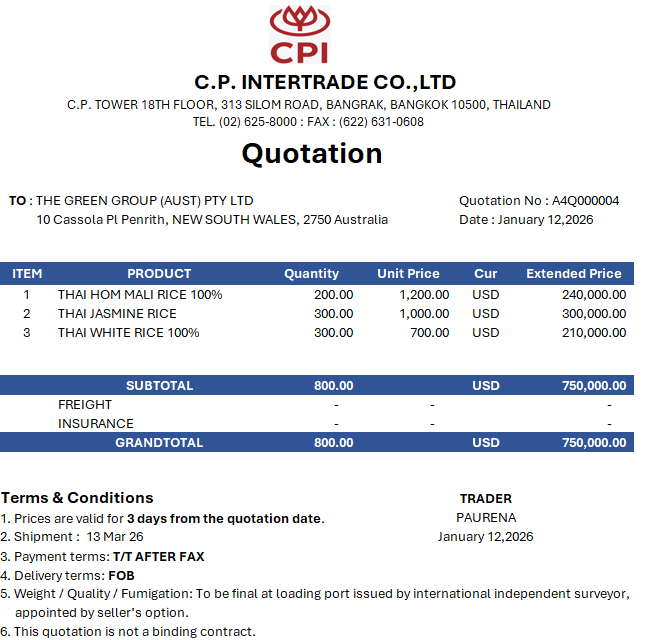 CPI
C.P. INTERTRADE CO.,LTD
C.P. TOWER 18TH FLOOR, 313 SILOM ROAD, BANGRAK, BANGKOK 10500, THAILAND
TEL. (02) 625-8000 : FAX : (622) 631-0608
Quotation
TO : THE GREEN GROUP (AUST) PTY LTD Quotation No : A4Q000004
10 Cassola Pl Penrith, NEW SOUTH WALES, 2750 Australia Date : January 12,2026
ITEM PRODUCT Quantity Unit Price Cur Extended Price
1 THAI HOM MALI RICE 100% 200.00 1,200.00 USD 240,000.00
2 THAI JASMINE RICE 300.00 1,000.00 USD 300,000.00
3 THAI WHITE RICE 100% 300.00 700.00 USD 210,000.00
SUBTOTAL 800.00 USD 750,000.00
FREIGHT - - -
INSURANCE - - -
GRANDTOTAL 800.00 USD 750,000.00
Terms & Conditions TRADER
1. Prices are valid for 3 days from the quotation date. PAURENA
2. Shipment : 13 Mar 26 January 12,2026
3. Payment terms: T/T AFTER FAX
4. Delivery terms: FOB
5. Weight / Quality / Fumigation: To be final at loading port issued by international independent surveyor,
appointed by seller's option.
6. This quotation is not a binding contract.